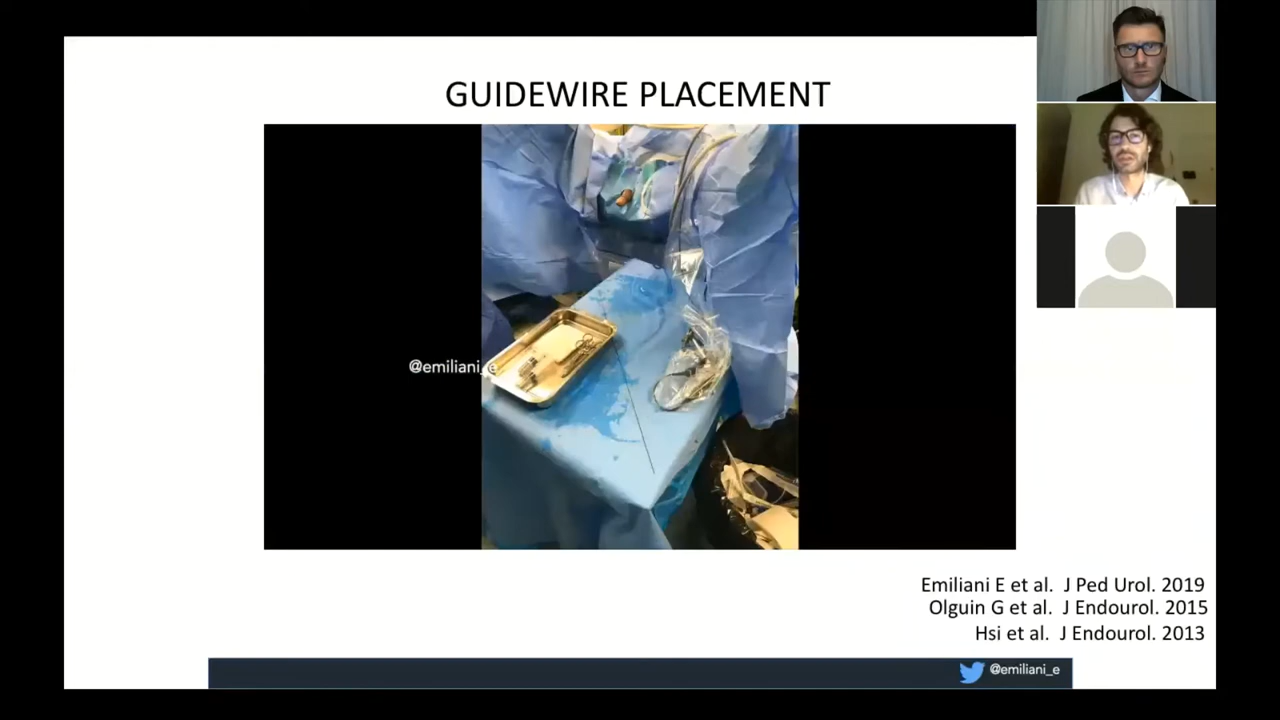 GUIDEWIRE PLACEMENT
@emiliani_e
Emiliani E et al. J Ped Urol. 2019
Olguin G et al. J Endourol. 2015
Hsi et al. J Endourol. 2013
@emiliani_e